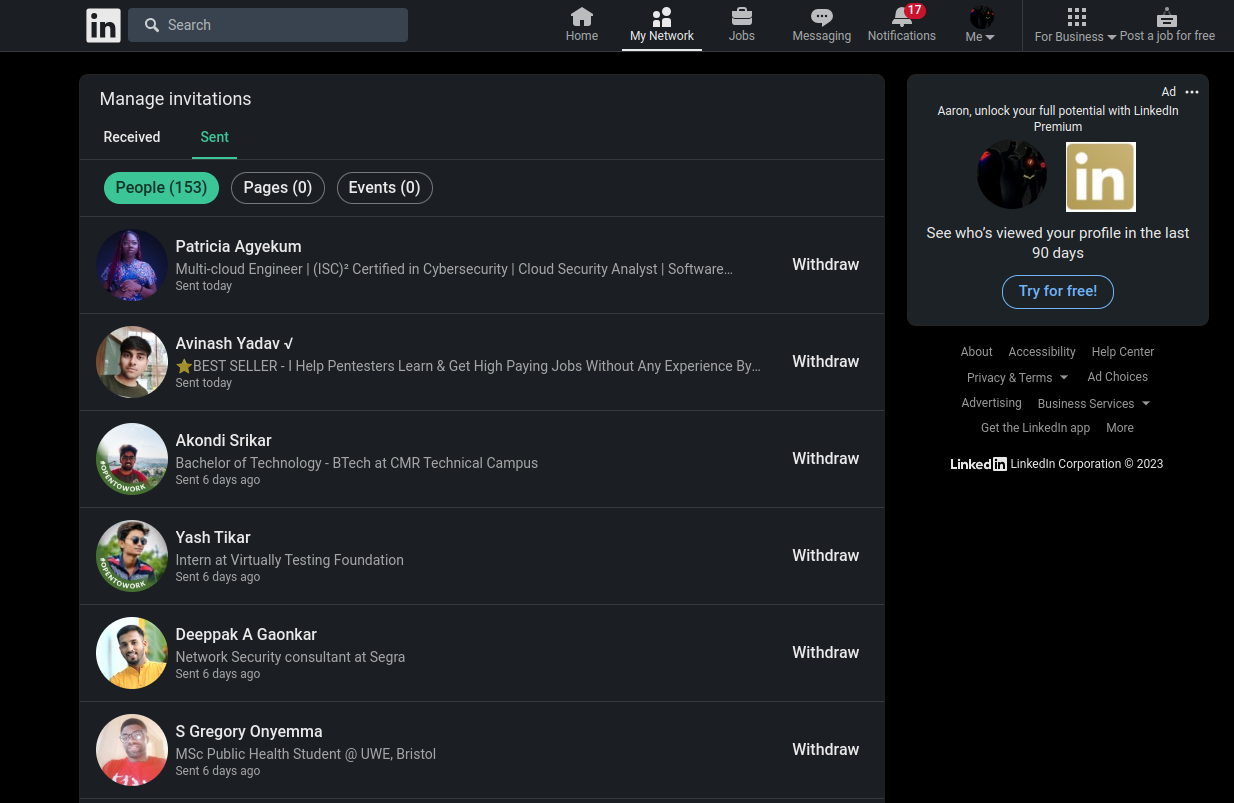 in
Search
Home
My Network
Jobs
Messaging
17
Notifications
Me
For Business
Post a job for free
Manage invitations
Received
Sent
People (153)
Pages (0)
Events (0)
Patricia Agyekum
Multi-cloud Engineer | (ISC)² Certified in Cybersecurity | Cloud Security Analyst | Software…
Sent today
Withdraw
Avinash Yadav √
⭐BEST SELLER - I Help Pentesters Learn & Get High Paying Jobs Without Any Experience By…
Sent today
Withdraw
#OPENTOWORK
Akondi Srikar
Bachelor of Technology - BTech at CMR Technical Campus
Sent 6 days ago
Withdraw
#OPENTOWORK
Yash Tikar
Intern at Virtually Testing Foundation
Sent 6 days ago
Withdraw
Deeppak A Gaonkar
Network Security consultant at Segra
Sent 6 days ago
Withdraw
S Gregory Onyemma
MSc Public Health Student @ UWE, Bristol
Sent 6 days ago
Withdraw
Ad
Aaron, unlock your full potential with LinkedIn
Premium
in
See who's viewed your profile in the last
90 days
Try for free!
About Accessibility Help Center
Privacy & Terms Ad Choices
Advertising Business Services
Get the LinkedIn app More
LinkedIn LinkedIn Corporation © 2023